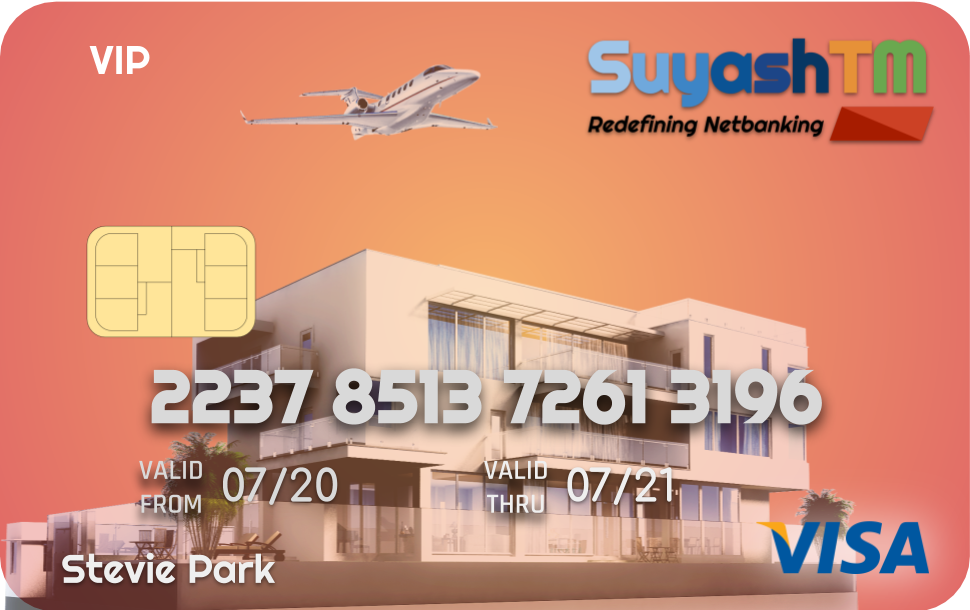 VIP
SuyashTM
Redefining Netbanking
2237 8513 7261 3196
VALID FROM 07/20 VALID THRU 07/21
Stevie Park
VISA